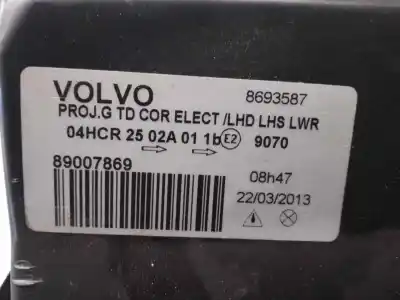 VOLVO 8693587
PROJ.G TD COR ELECT /LHD LHS LWR
04HCR 25 02A 01 1b E2 9070
89007869 08h47
22/03/2013